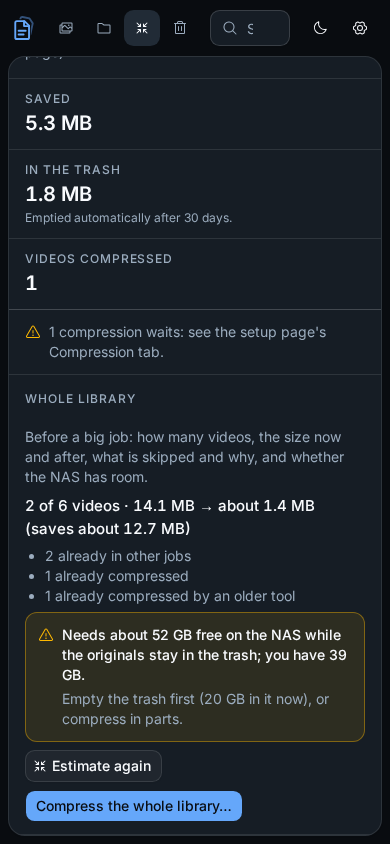 SAVED
5.3 MB
IN THE TRASH
1.8 MB
Emptied automatically after 30 days.
VIDEOS COMPRESSED
1
1 compression waits: see the setup page's
Compression tab.
WHOLE LIBRARY
Before a big job: how many videos, the size now
and after, what is skipped and why, and whether
the NAS has room.
2 of 6 videos · 14.1 MB → about 1.4 MB
(saves about 12.7 MB)
• 2 already in other jobs
• 1 already compressed
• 1 already compressed by an older tool
Needs about 52 GB free on the NAS while
the originals stay in the trash; you have 39
GB.
Empty the trash first (20 GB in it now), or
compress in parts.
Estimate again
Compress the whole library...